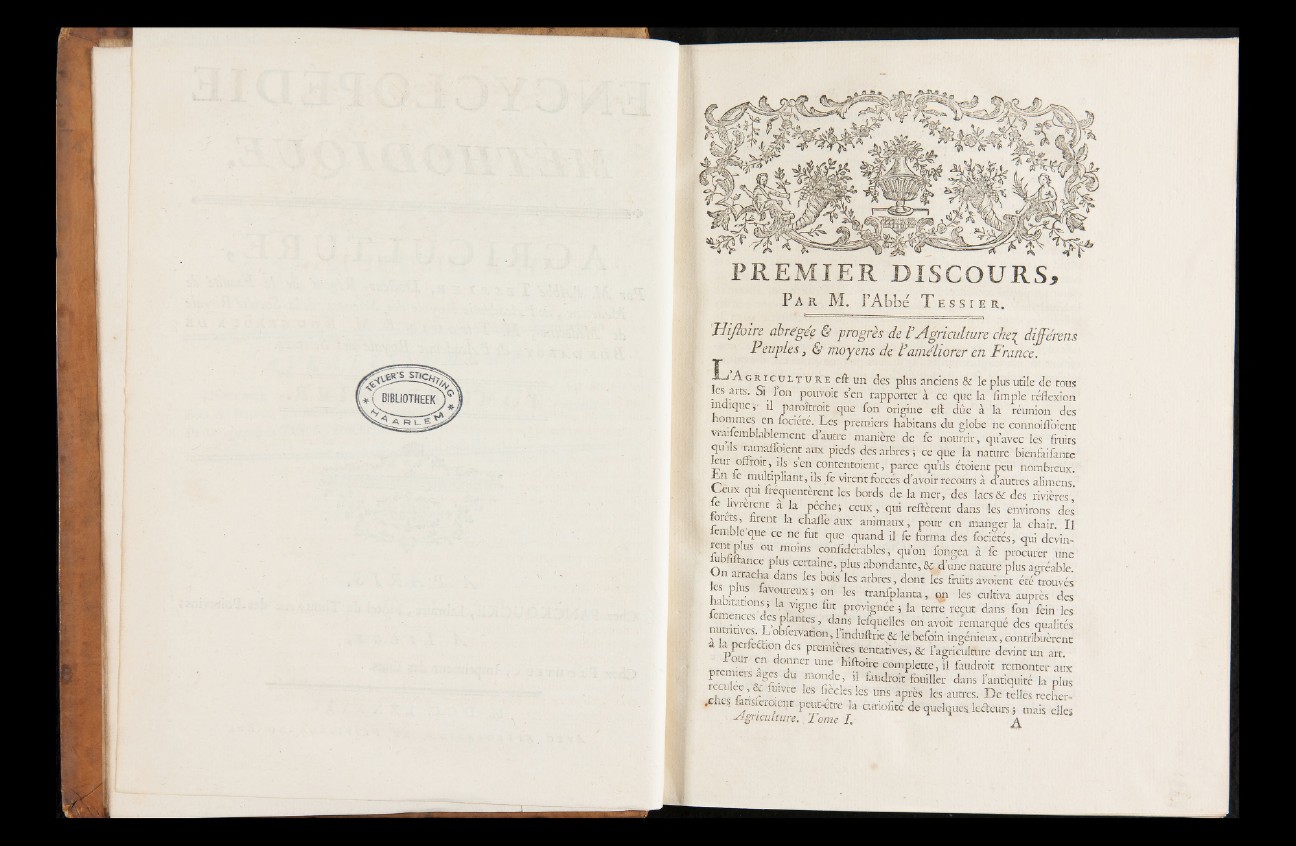 TEYLER'S STICHTING
BIBLIOTHEEK
* HAARLEM *
PREMIER DISCOURS,
PAR M. l'Abbé TESSIER.
Hiſtoire abrégée & progrès de l'Agriculture chez différens
Peuples, & moyens de l'améliorer en France.
L'AGRICULTURE eſt un des plus anciens & le plus utile de tous
les arts. Si l'on pouvoit s'en rapporter à ce que la ſimple réflexion
indique, il paroîtroit que ſon origine eſt dûe à la réunion des
hommes en ſociété. Les premiers habitans du globe ne connoiſſoient
vraiſemblablement d'autre manière de ſe nourrir, qu'avec les fruits
qu'ils ramaſſoient aux pieds des arbres; ce que la nature bienfaiſante
leur offroit, ils s'en contentoient, parce qu'ils étoient peu nombreux.
En ſe multipliant, ils ſe virent forcés d'avoir recours à d'autres alimens.
Ceux qui fréquentèrent les bords de la mer, des lacs & des rivières,
ſe livrèrent à la pêche; ceux, qui reſtèrent dans les environs des
forêts, firent la chaſſe aux animaux, pour en manger la chair. Il
ſemble que ce ne fut que quand il ſe forma des ſociétés, qui devin-
rent plus ou moins conſidérables, qu'on ſongea à ſe procurer une
ſubſiſtance plus certaine, plus abondante, & d'une nature plus agréable.
On arracha dans les bois les arbres, dont les fruits avoient été trouvés
les plus ſavoureux; on les tranſplanta, on les cultiva auprès des
habitations; la vigne fut provignée; la terre reçut dans ſon ſein les
ſemences des plantes, dans leſquelles on avoit remarqué des qualités
nutritives. L'obſervation, l'induſtrie & le beſoin ingénieux, contribuèrent
à la perfection des premières tentatives, & l'agriculture devint un art.
Pour en donner une hiſtoire complette, il faudroit remonter aux
premiers âges du monde, il faudroit fouiller dans l'antiquité la plus
reculée, & ſuivre les ſiècles les uns après les autres. De telles recher-
ches ſatisferoient peut-être la curioſité de quelques lecteurs; mais elles
Agriculture. Tome I. A